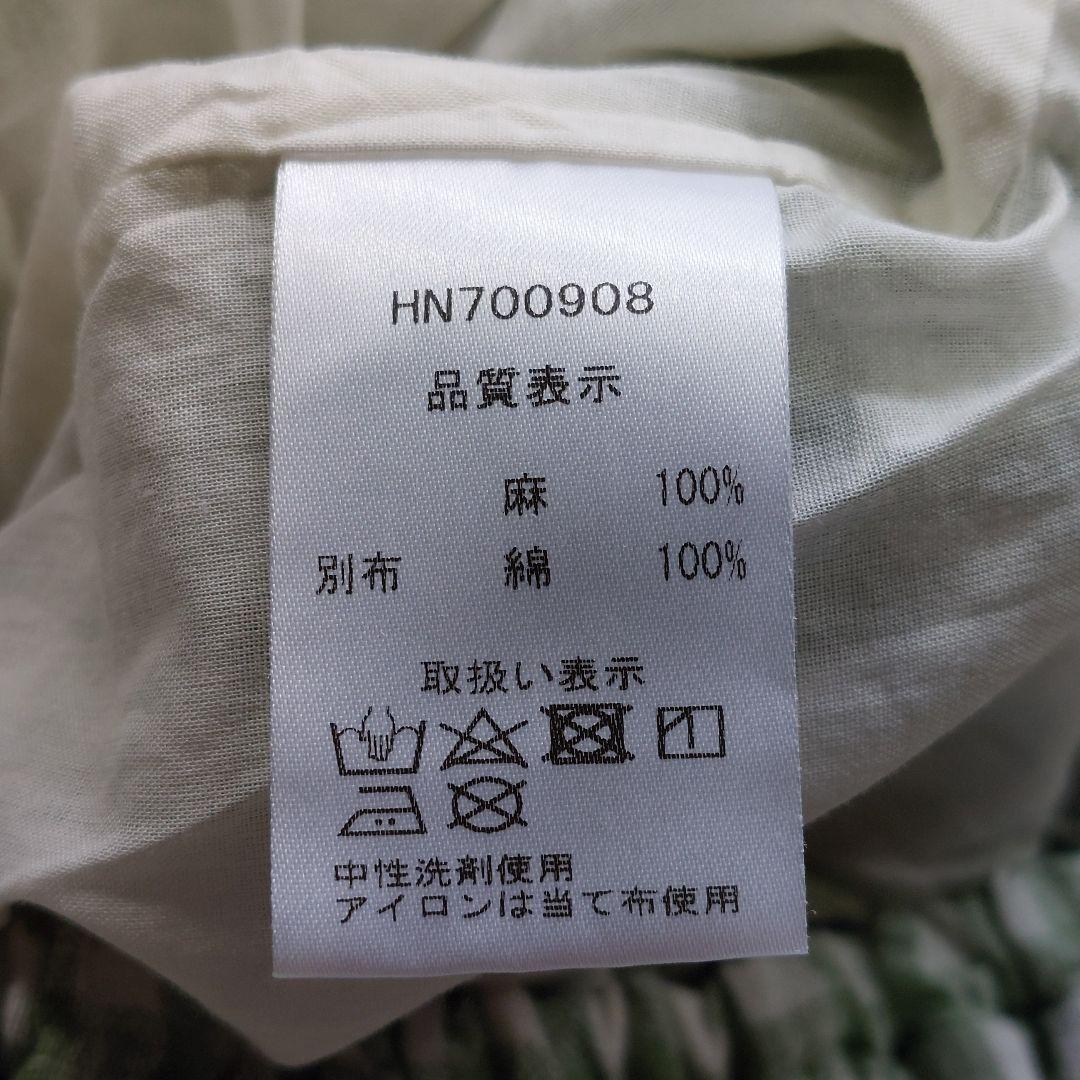 HN700908
品質表示
麻 100%
別布 綿 100%
取扱い表示
中性洗剤使用
アイロンは当て布使用